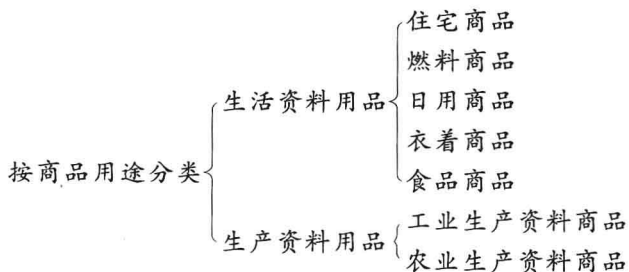 住宅商品
燃料商品
生活资料用品
日用商品
衣着商品
按商品用途分类
食品商品
工业生产资料商品
生产资料用品
农业生产资料商品